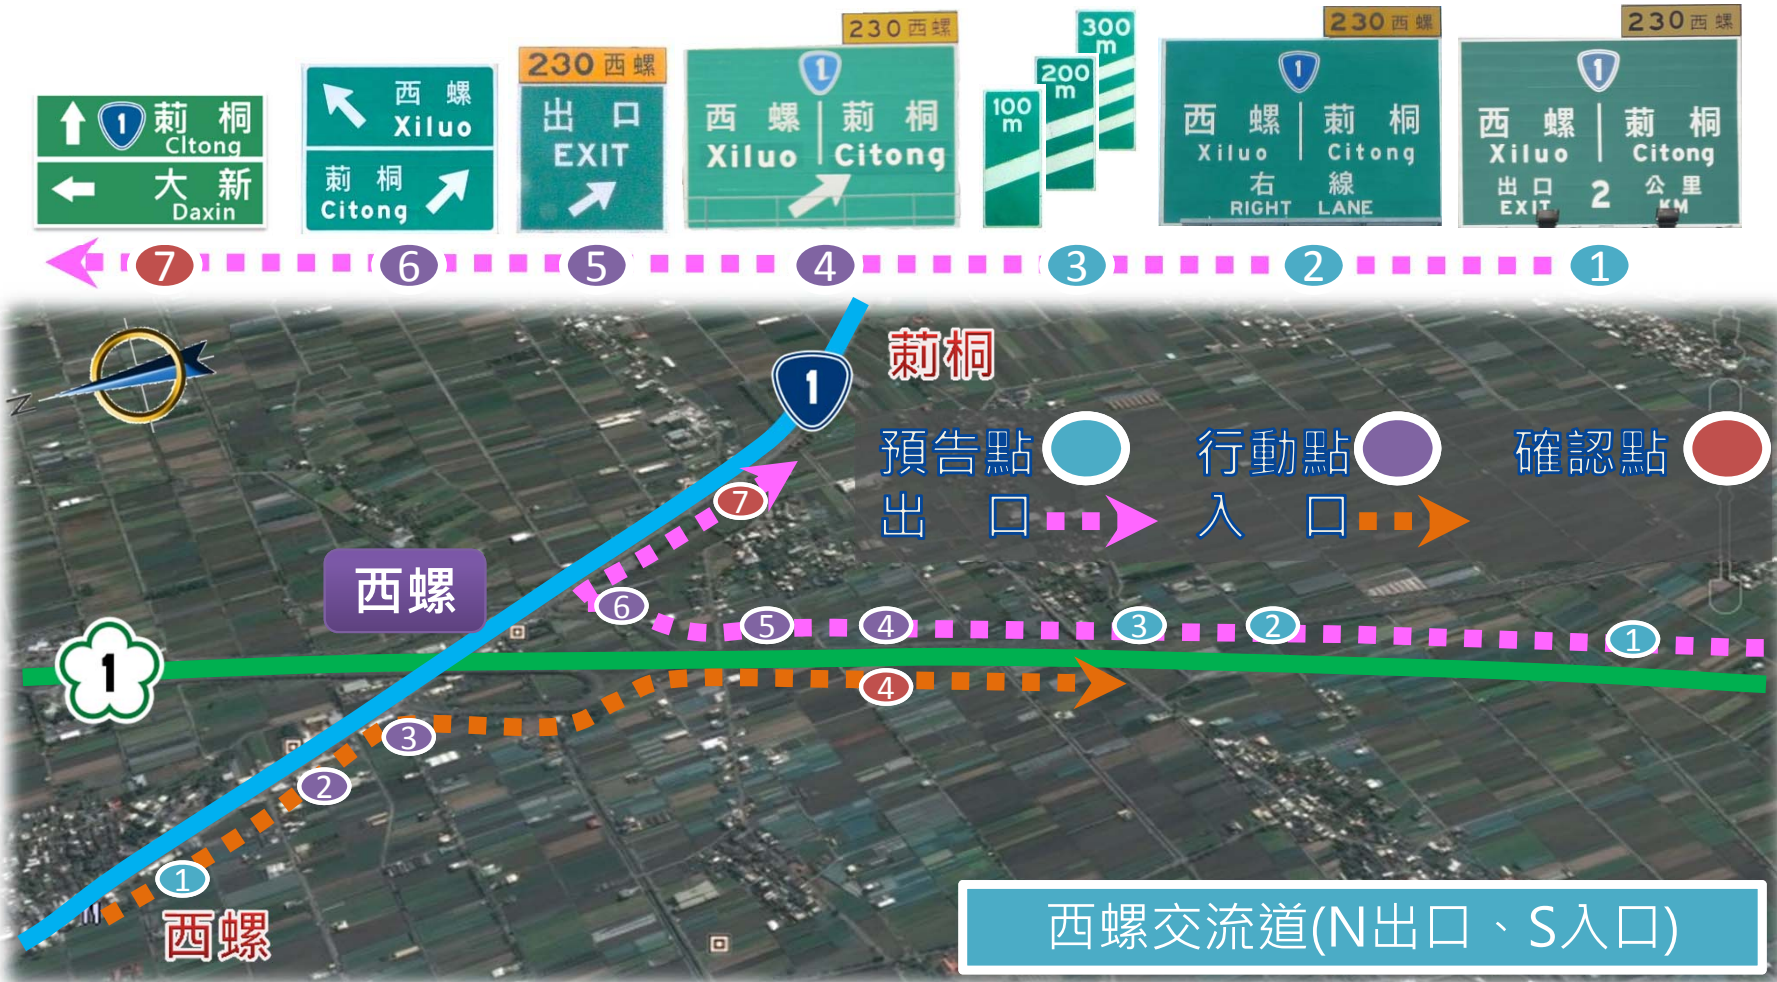 1 莿桐
CItong
大新
Daxin
西螺
Xiluo
莿桐
Citong
230 西螺
出口
EXIT
230 西螺
1
西螺 莿桐
Xiluo Citong
100
m
200
m
300
m
230 西螺
1
西螺 莿桐
Xiluo Citong
右線
RIGHT LANE
230 西螺
1
西螺 莿桐
Xiluo Citong
出口 2 公里
EXIT KM
7 6 5 4 3 2 1
N
莿桐
1
預告點 行動點 確認點
出口 入口
7
西螺
6 5 4 3 2 1
1
4
3
2
1
西螺
西螺交流道(N出口、S入口)